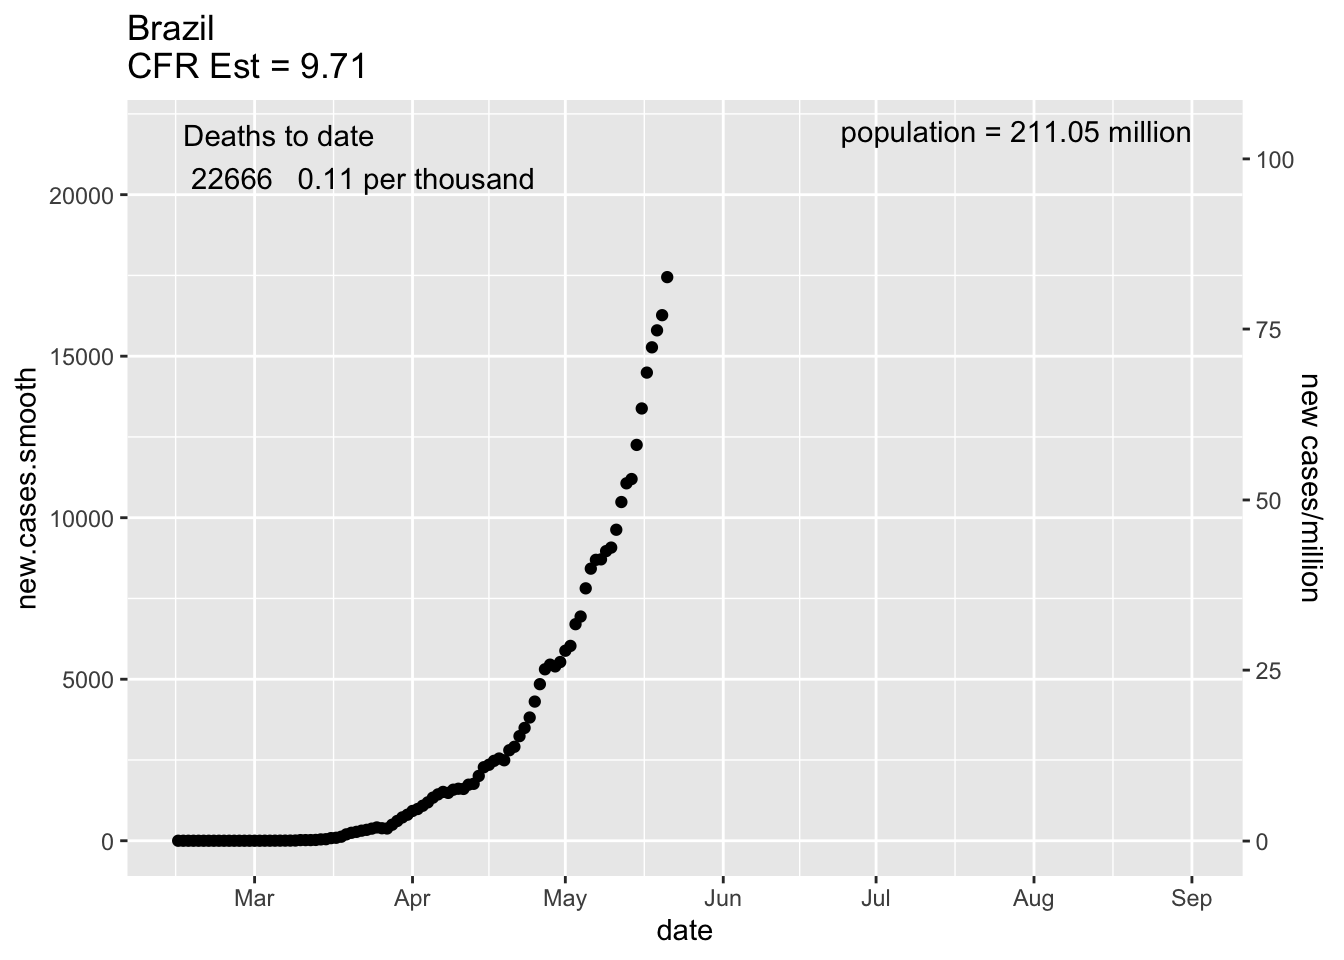 Brazil
CFR Est = 9.71
Deaths to date
22666 0.11 per thousand
population = 211.05 million
new.cases.smooth
20000
15000
10000
5000
0
100
75
50
25
0
new cases/million
Mar Apr May Jun Jul Aug Sep
date